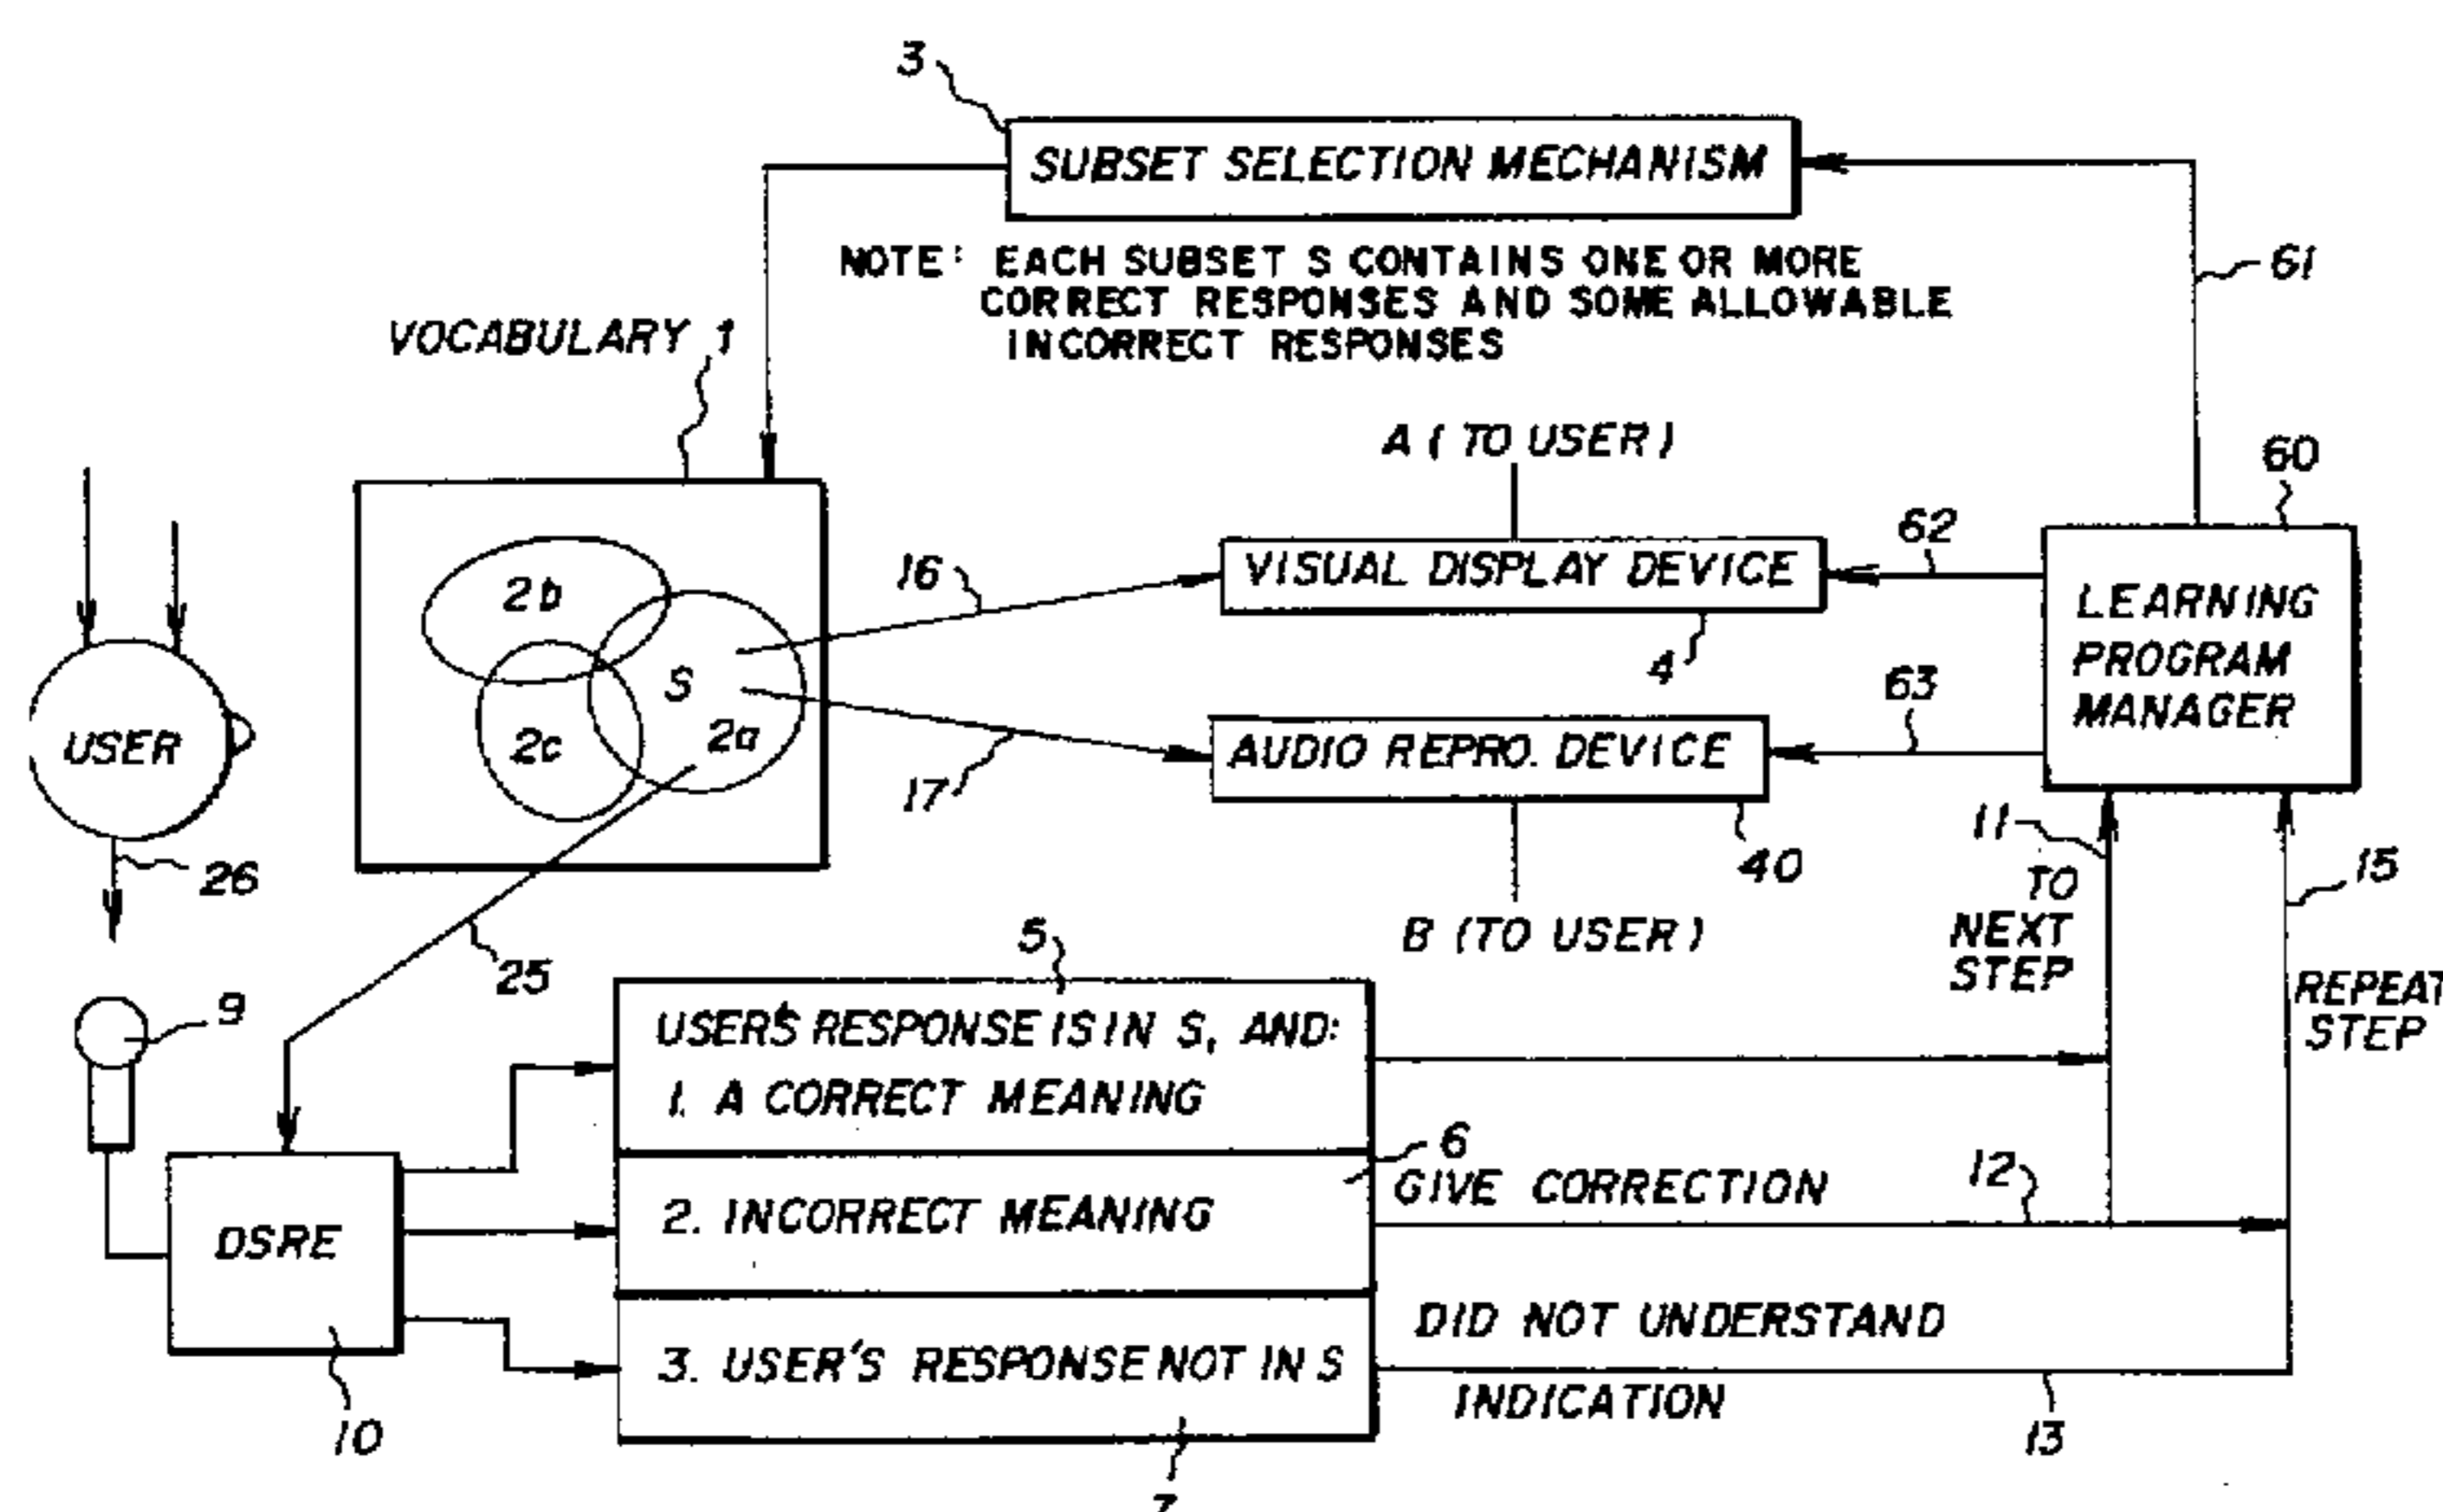 3
SUBSET SELECTION MECHANISM
NOTE: EACH SUBSET S CONTAINS ONE OR MORE
CORRECT RESPONSES AND SOME ALLOWABLE
INCORRECT RESPONSES
61
VOCABULARY 1
A (TO USER)
60
2b
16
VISUAL DISPLAY DEVICE
62
LEARNING
PROGRAM
MANAGER
S
4
USER
2c
2a
17
AUDIO REPRO. DEVICE
63
11
26
40
TO
NEXT
STEP
15
25
B (TO USER)
5
REPEAT
STEP
9
USER'S RESPONSE IS IN S, AND:
1. A CORRECT MEANING
6
GIVE CORRECTION
12
DSRE
2. INCORRECT MEANING
DID NOT UNDERSTAND
3. USER'S RESPONSE NOT IN S
INDICATION
10
13
7